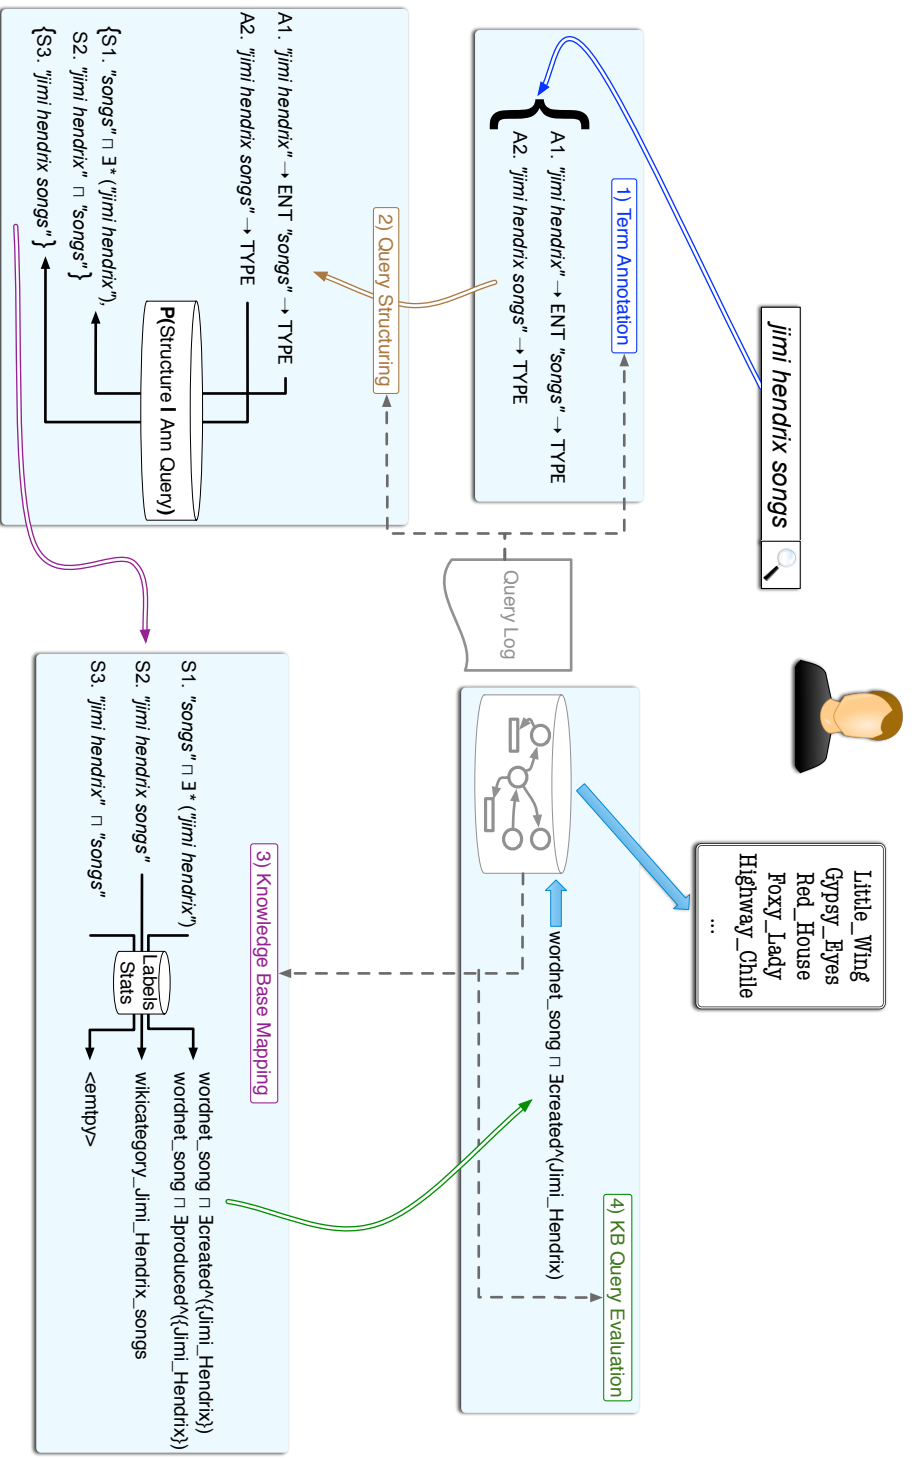 jimi hendrix songs
Little_Wing
Gypsy_Eyes
Red_House
Foxy_Lady
Highway_Chile
...
1) Term Annotation
A1. "jimi hendrix" → ENT "songs" → TYPE
A2. "jimi hendrix songs" → TYPE
Query Log
4) KB Query Evaluation
wordnet_song ⊓ ∃created^(Jimi_Hendrix)
2) Query Structuring
A1. "jimi hendrix" → ENT "songs" → TYPE
A2. "jimi hendrix songs" → TYPE
P(Structure | Ann Query)
{S1. "songs" ⊓ ∃* ("jimi hendrix"),
S2. "jimi hendrix" ⊓ "songs"}
{S3. "jimi hendrix songs" }
3) Knowledge Base Mapping
S1. "songs" ⊓ ∃* ("jimi hendrix")
S2. "jimi hendrix songs"
S3. "jimi hendrix" ⊓ "songs"
Labels
Stats
wordnet_song ⊓ ∃created^({Jimi_Hendrix})
wordnet_song ⊓ ∃produced^({Jimi_Hendrix})
wikicategory_Jimi_Hendrix_songs
<emtpy>